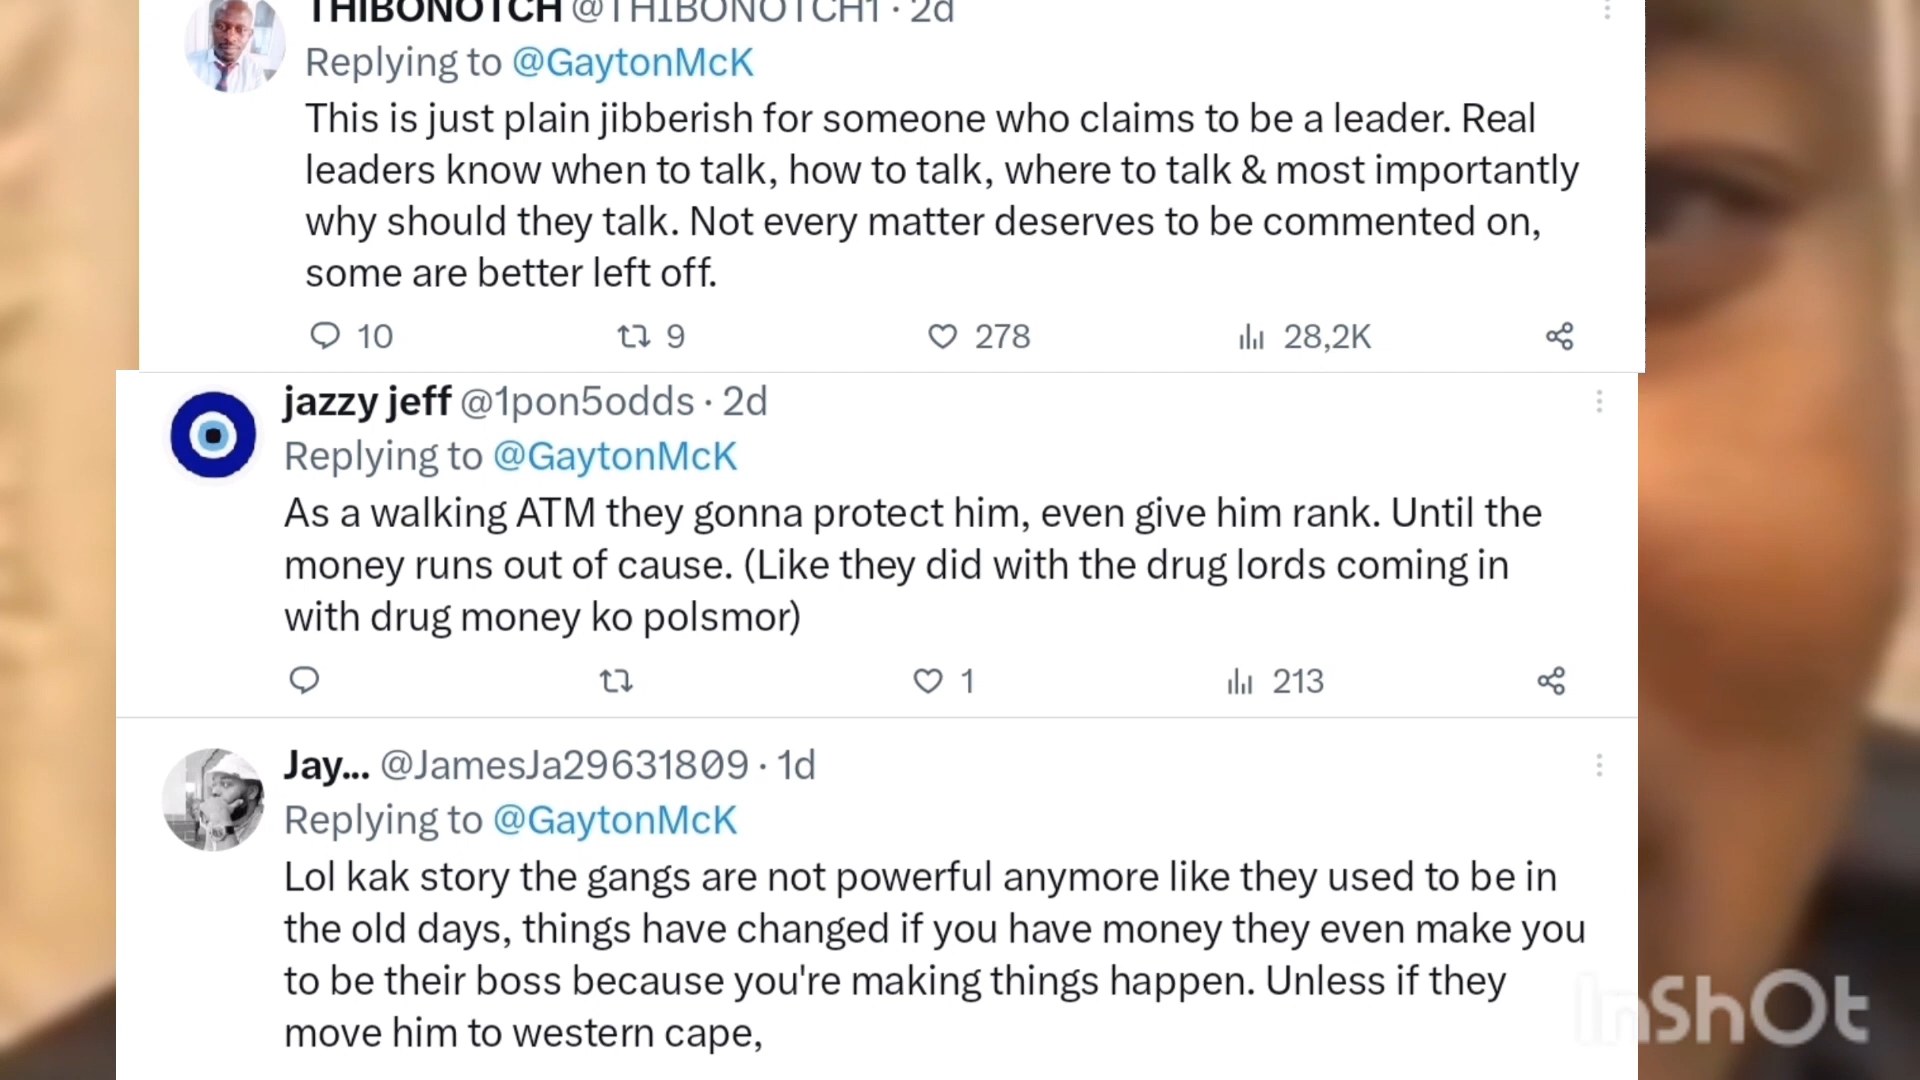 THIBONOTCH @THIBONOTCH1 · 2d
Replying to @GaytonMcK
This is just plain jibberish for someone who claims to be a leader. Real
leaders know when to talk, how to talk, where to talk & most importantly
why should they talk. Not every matter deserves to be commented on,
some are better left off.
10 9 278 28,2K
jazzy jeff @1pon5odds · 2d
Replying to @GaytonMcK
As a walking ATM they gonna protect him, even give him rank. Until the
money runs out of cause. (Like they did with the drug lords coming in
with drug money ko polsmor)
1 213
Jay... @JamesJa29631809 · 1d
Replying to @GaytonMcK
Lol kak story the gangs are not powerful anymore like they used to be in
the old days, things have changed if you have money they even make you
to be their boss because you're making things happen. Unless if they
move him to western cape,
InShOt